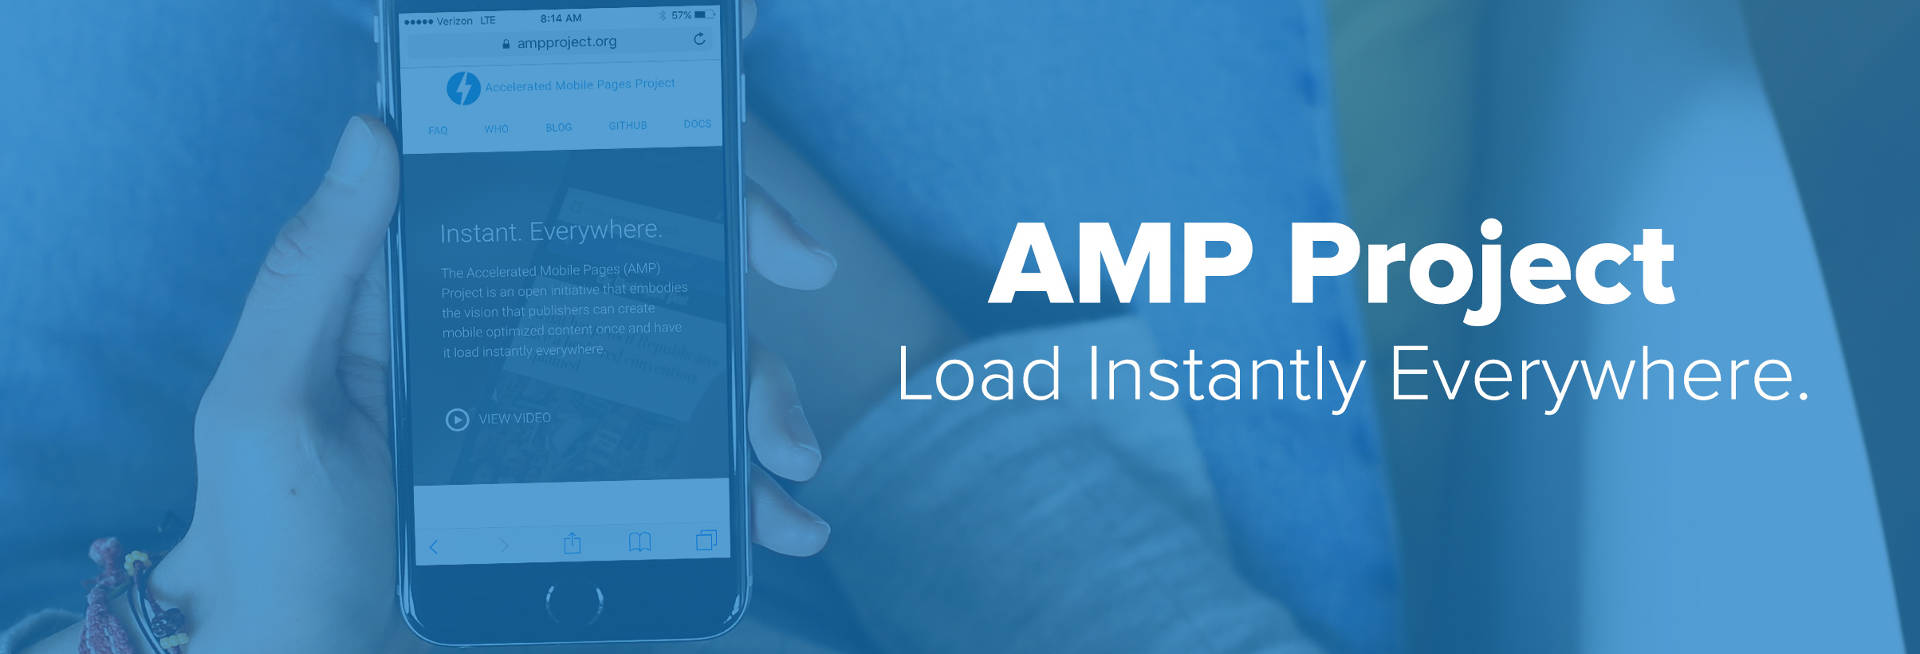 Verizon LTE 8:14 AM 57%
ampproject.org
Accelerated Mobile Pages Project
FAQ WHO BLOG GITHUB DOCS
Instant. Everywhere.
The Accelerated Mobile Pages (AMP)
Project is an open initiative that embodies
the vision that publishers can create
mobile optimized content once and have
it load instantly everywhere.
VIEW VIDEO
AMP Project
Load Instantly Everywhere.